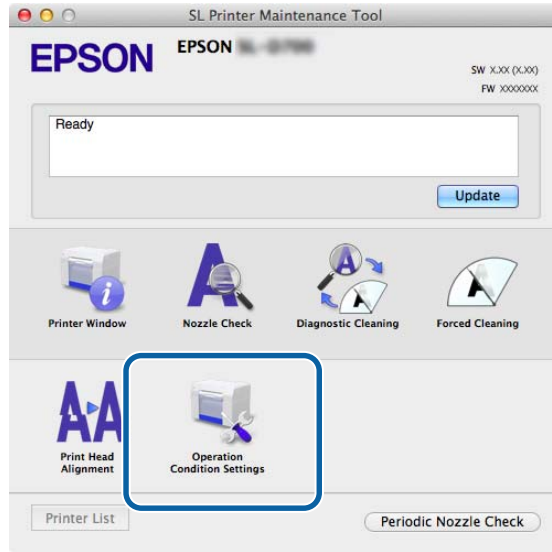 SL Printer Maintenance Tool
EPSON
EPSON
SW X.XX (X.XX)
FW XXXXXXX
Ready
Update
Printer Window
Nozzle Check
Diagnostic Cleaning
Forced Cleaning
Print Head
Alignment
Operation
Condition Settings
Printer List
Periodic Nozzle Check